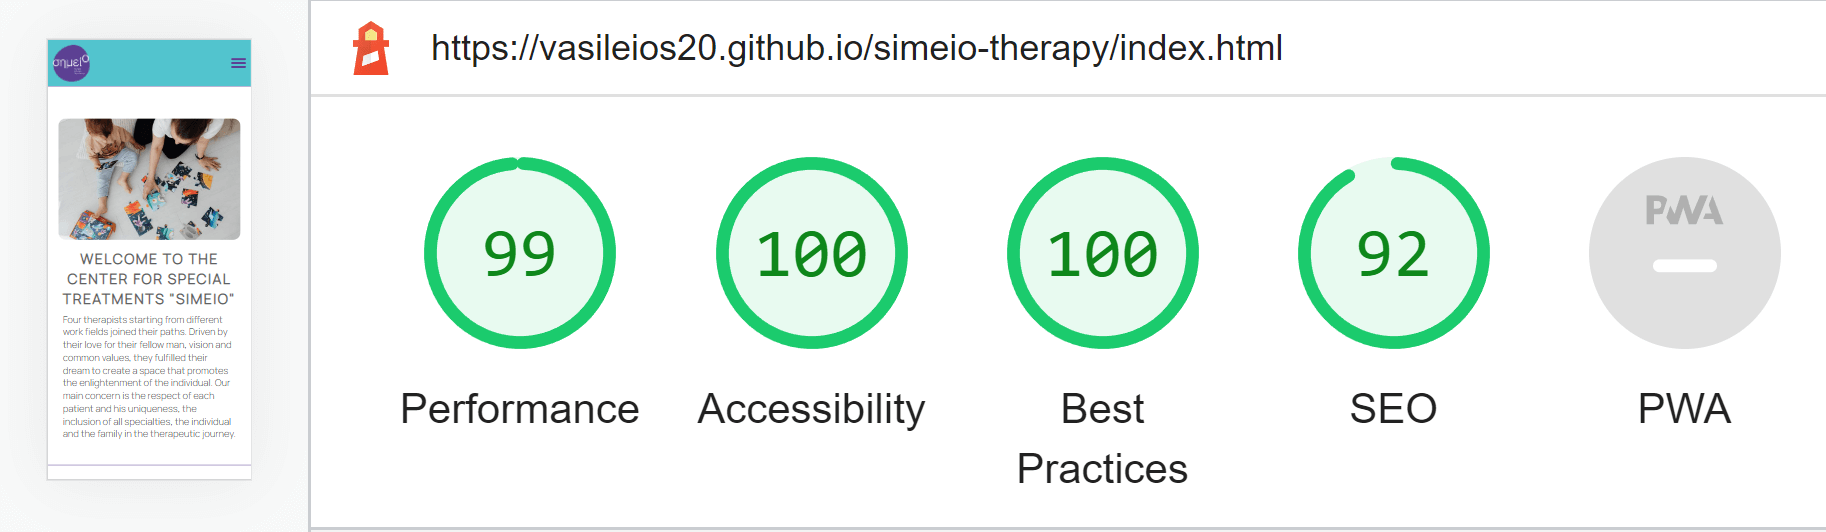 σημείο
WELCOME TO THE
CENTER FOR SPECIAL
TREATMENTS "SIMEIO"
Four therapists starting from different
work fields joined their paths. Driven by
their love for their fellow man, vision and
common values, they fulfilled their
dream to create a space that promotes
the enlightenment of the individual. Our
main concern is the respect of each
patient and his uniqueness, the
inclusion of all specialties, the individual
and the family in the therapeutic journey.
https://vasileios20.github.io/simeio-therapy/index.html
99
100
100
92
PWA
Performance
Accessibility
Best
Practices
SEO
PWA